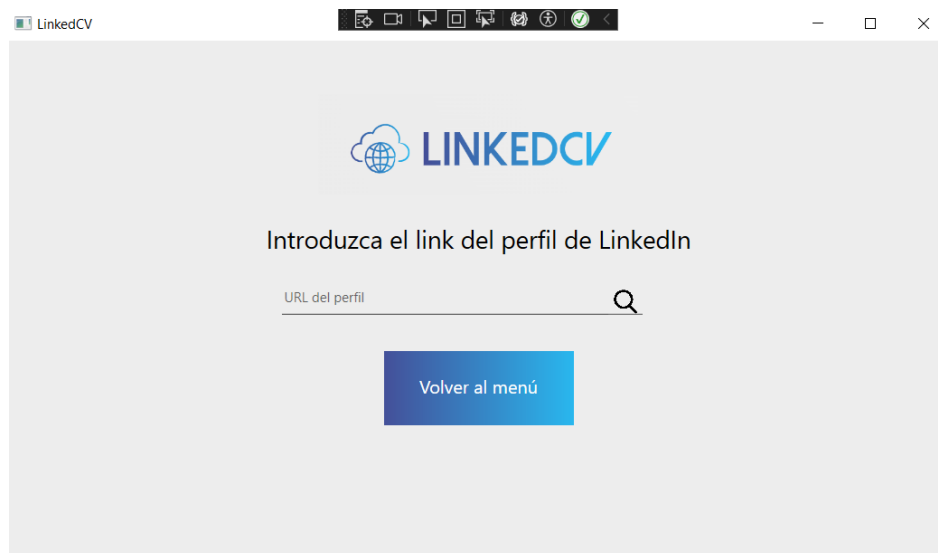 LinkedCV
LINKEDCV
Introduzca el link del perfil de LinkedIn
URL del perfil
Volver al menú